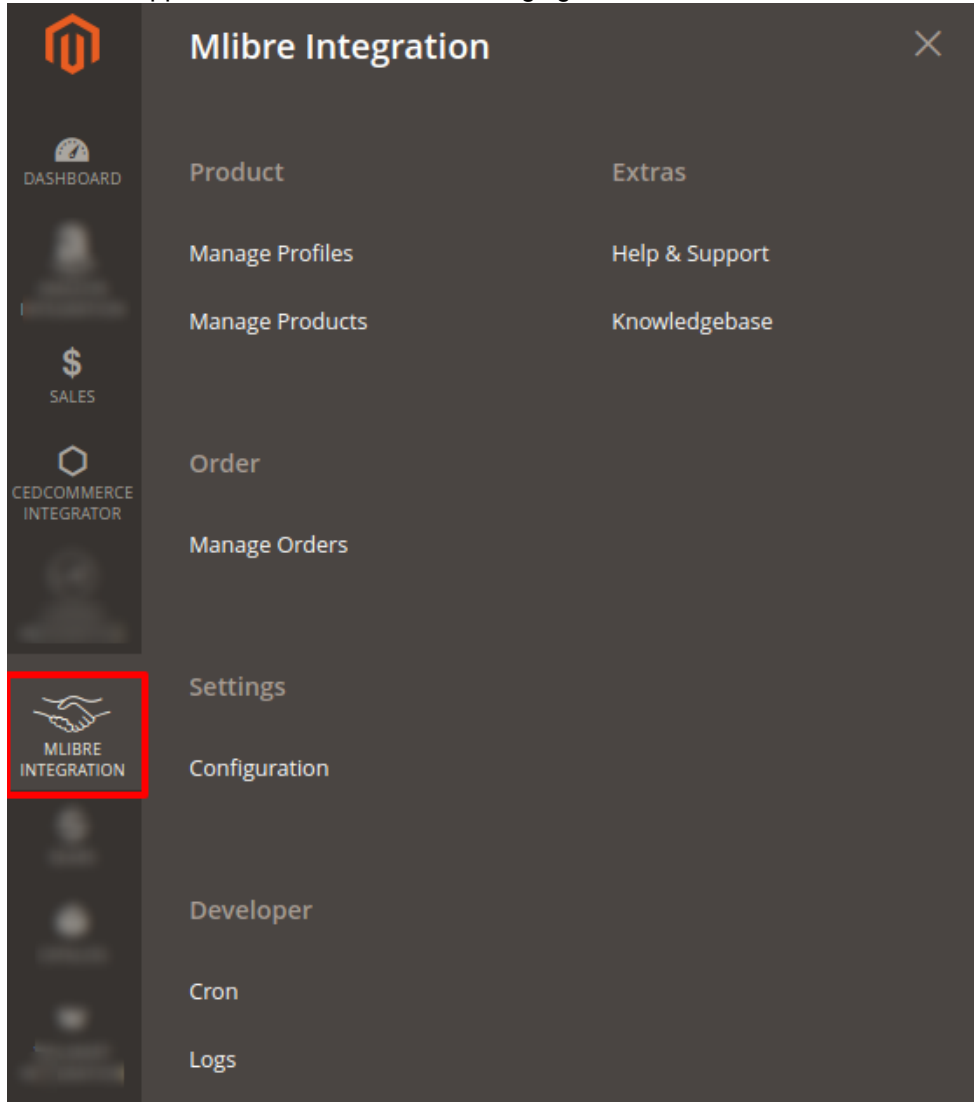 Mlibre Integration
DASHBOARD
Product
Extras
Manage Profiles
Help & Support
Manage Products
Knowledgebase
$
SALES
CEDCOMMERCE
INTEGRATOR
Order
Manage Orders
MLIBRE
INTEGRATION
Settings
Configuration
Developer
Cron
Logs